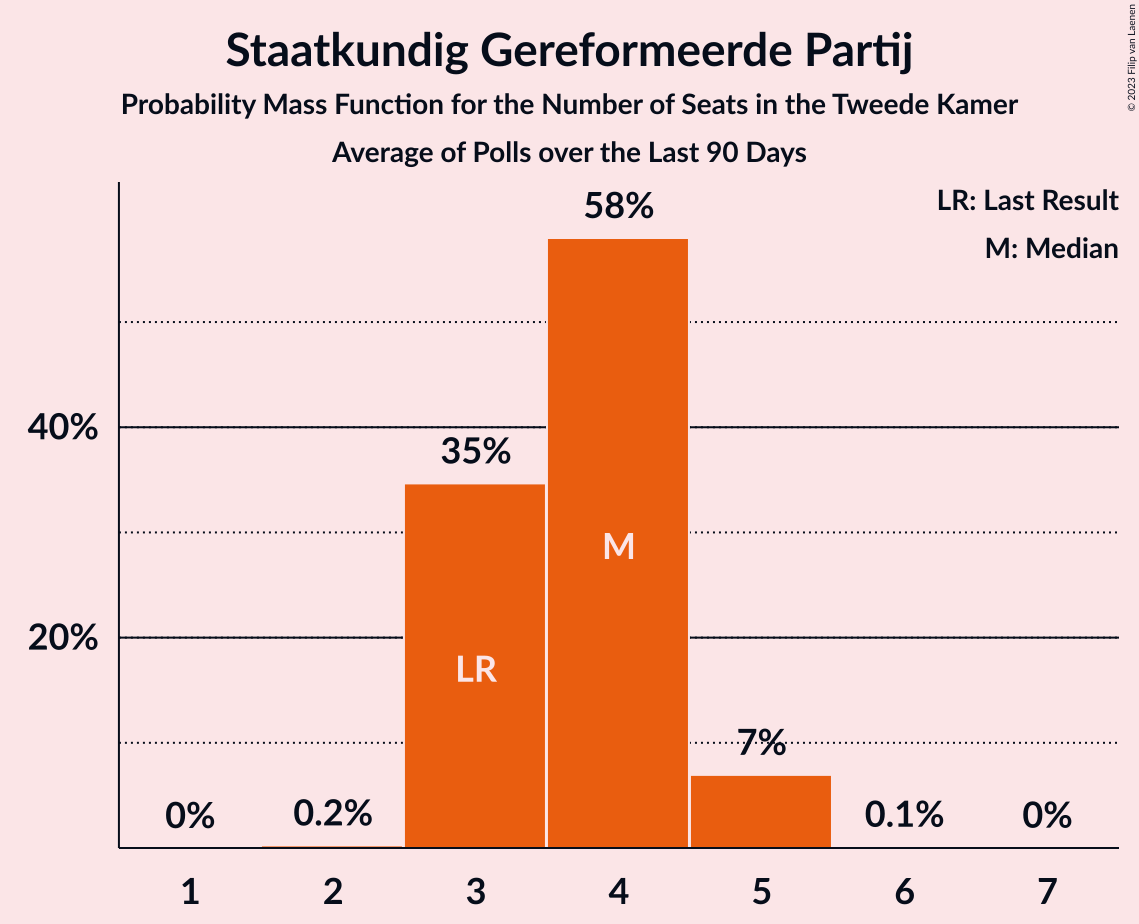 Staatkundig Gereformeerde Partij
Probability Mass Function for the Number of Seats in the Tweede Kamer
Average of Polls over the Last 90 Days
© 2023 Filip van Laenen
LR: Last Result
M: Median
58%
40%
35%
M
20%
LR
7%
0%
0.2%
0.1%
0%
1 2 3 4 5 6 7